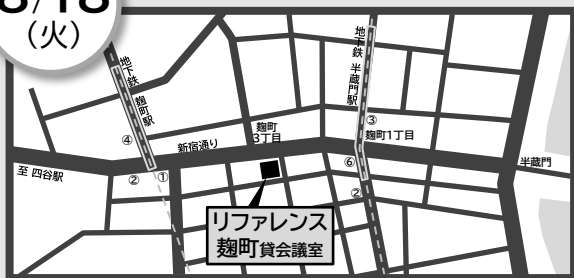 (火)
地下鉄 麹町駅
地下鉄 半蔵門駅
④
③
麹町
3丁目
麹町1丁目
新宿通り
至 四谷駅
②
①
⑥
②
半蔵門
リファレンス
麹町貸会議室